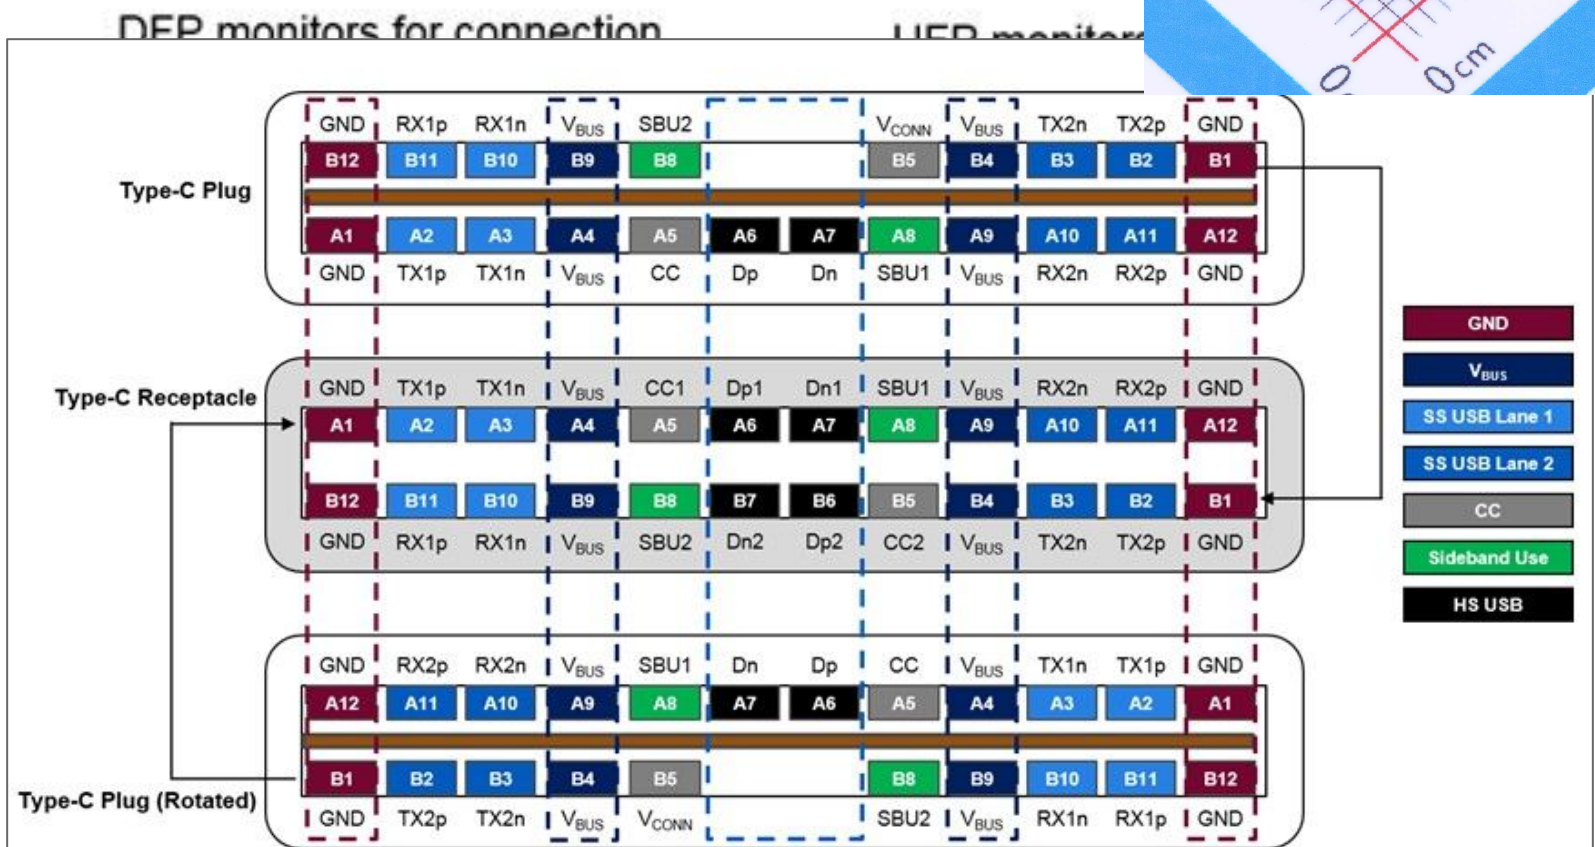 DFP monitors for connection
UFP monitors
0 0cm
GND RX1p RX1n VBUS SBU2 VCONN VBUS TX2n TX2p GND
B12 B11 B10 B9 B8 B5 B4 B3 B2 B1
Type-C Plug
A1 A2 A3 A4 A5 A6 A7 A8 A9 A10 A11 A12
GND TX1p TX1n VBUS CC Dp Dn SBU1 VBUS RX2n RX2p GND
GND
VBUS
SS USB Lane 1
SS USB Lane 2
CC
Sideband Use
HS USB
Type-C Receptacle
GND TX1p TX1n VBUS CC1 Dp1 Dn1 SBU1 VBUS RX2n RX2p GND
A1 A2 A3 A4 A5 A6 A7 A8 A9 A10 A11 A12
B12 B11 B10 B9 B8 B7 B6 B5 B4 B3 B2 B1
GND RX1p RX1n VBUS SBU2 Dn2 Dp2 CC2 VBUS TX2n TX2p GND
GND RX2p RX2n VBUS SBU1 Dn Dp CC VBUS TX1n TX1p GND
A12 A11 A10 A9 A8 A7 A6 A5 A4 A3 A2 A1
B1 B2 B3 B4 B5 B8 B9 B10 B11 B12
Type-C Plug (Rotated)
GND TX2p TX2n VBUS VCONN SBU2 VBUS RX1n RX1p GND